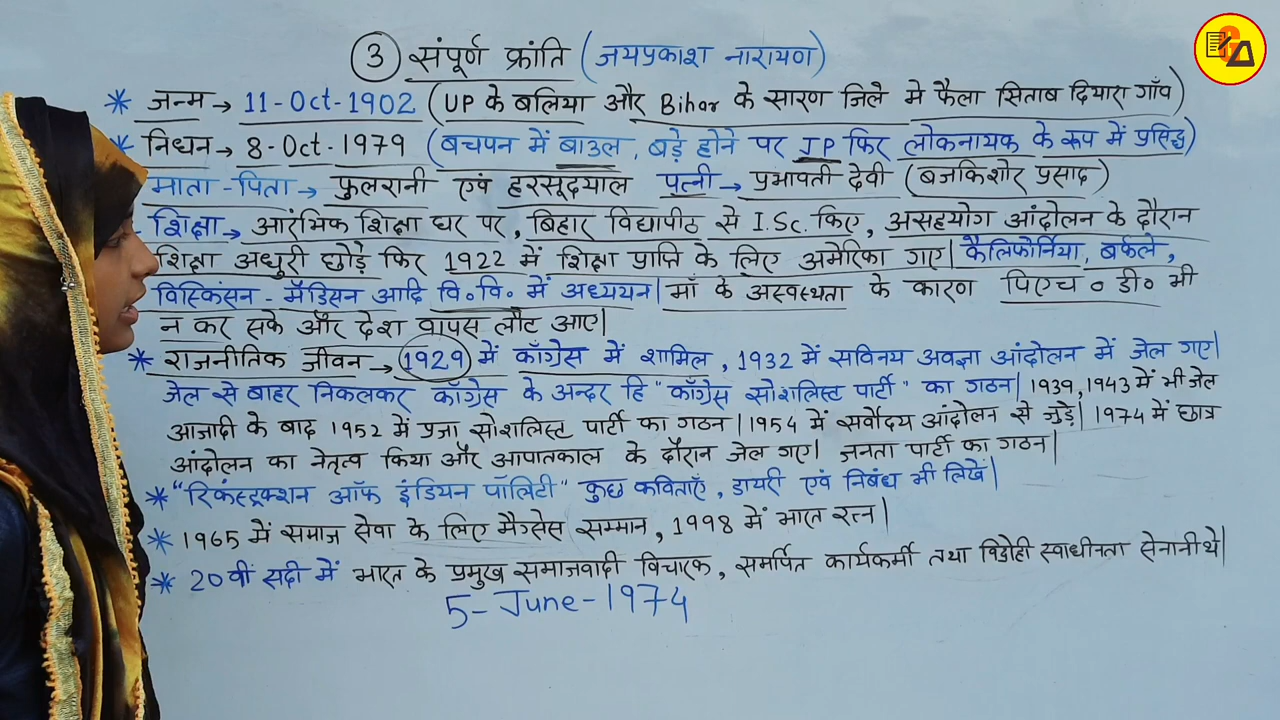 ③ संपूर्ण क्रांति (जयप्रकाश नारायण)
* जन्म → 11-Oct-1902 (UP के बलिया और Bihar के सारण जिले मे फैला सिताब दियारा गाँव)
* निधन → 8-Oct-1979 (बचपन में बाउल, बड़े होने पर JP फिर लोकनायक के रूप में प्रसिद्ध)
माता-पिता → फुलरानी एवं हरसूदयाल पत्नी → प्रभावती देवी (बजकिशोर प्रसाद)
- शिक्षा → आरंभिक शिक्षा घर पर, बिहार विद्यापीठ से I.Sc. किए, असहयोग आंदोलन के दौरान
शिक्षा अधुरी छोड़े फिर 1922 में शिक्षा प्राप्ति के लिए अमेरिका गए| कैलिफोर्निया, बर्कले,
विस्किंसन - मैडिसन आदि वि॰वि॰ में अध्ययन| माँ के अस्वस्थता के कारण पिएच॰डी॰ भी
न कर सके और देश वापस लौट आए|
* राजनीतिक जीवन → 1929 में काँग्रेस में शामिल, 1932 में सविनय अवज्ञा आंदोलन में जेल गए|
जेल से बाहर निकलकर काँग्रेस के अन्दर हि "काँग्रेस सोशलिस्ट पार्टी" का गठन| 1939, 1943 में भी जेल
आजादी के बाद 1952 में प्रजा सोशलिस्ट पार्टी का गठन| 1954 में सर्वोदय आंदोलन से जुड़े| 1974 में छात्र
आंदोलन का नेतृत्व किया और आपातकाल के दौरान जेल गए| जनता पार्टी का गठन|
* "रिकंस्ट्रक्शन ऑफ इंडियन पॉलिटी" कुछ कविताएँ, डायरी एवं निबंध भी लिखें|
* 1965 में समाज सेवा के लिए मैग्सेस सम्मान, 1998 में भारत रत्न|
* 20वीं सदी में भारत के प्रमुख समाजवादी विचारक, समर्पित कार्यकर्मी तथा विद्रोही स्वाधीनता सेनानी थे|
5-June-1974